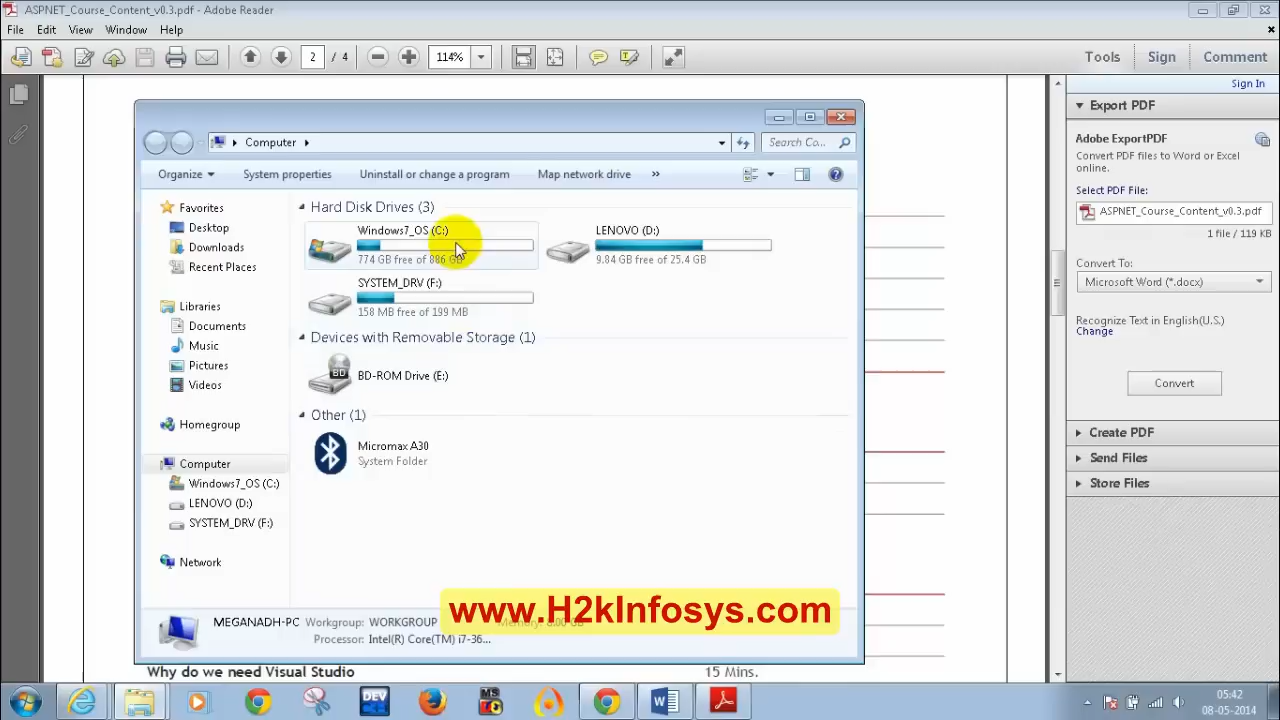 ASPNET_Course_Content_v0.3.pdf - Adobe Reader
File Edit View Window Help
2 / 4 114% Tools Sign Comment
Sign In
Export PDF
Adobe ExportPDF
Convert PDF files to Word or Excel
online.
Select PDF File:
ASPNET_Course_Content_v0.3.pdf
1 file / 119 KB
Convert To:
Microsoft Word (*.docx)
Recognize Text in English(U.S.)
Change
Convert
Create PDF
Send Files
Store Files
Computer
Search Co...
Organize System properties Uninstall or change a program Map network drive »
Favorites
Desktop
Downloads
Recent Places
Libraries
Documents
Music
Pictures
Videos
Homegroup
Computer
Windows7_OS (C:)
LENOVO (D:)
SYSTEM_DRV (F:)
Network
Hard Disk Drives (3)
Windows7_OS (C:)
774 GB free of 886 GB
LENOVO (D:)
9.84 GB free of 25.4 GB
SYSTEM_DRV (F:)
158 MB free of 199 MB
Devices with Removable Storage (1)
BD
BD-ROM Drive (E:)
Other (1)
Micromax A30
System Folder
www.H2kInfosys.com
MEGANADH-PC Workgroup: WORKGROUP Memory: 8.00 GB
Processor: Intel(R) Core(TM) i7-36...
Why do we need Visual Studio 15 Mins.
DEV
MS
05:42
08-05-2014